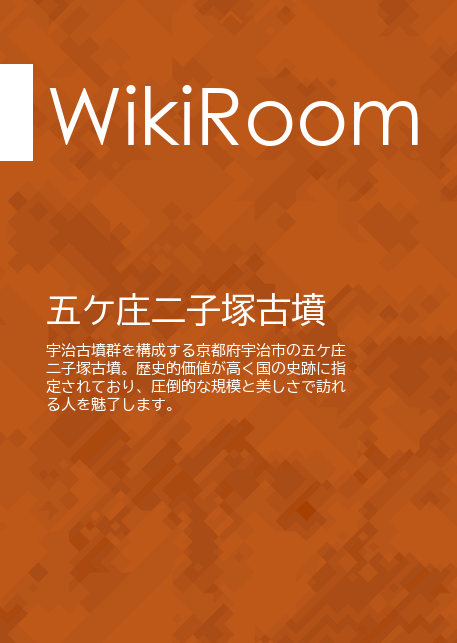 WikiRoom
五ケ庄二子塚古墳
宇治古墳群を構成する京都府宇治市の五ケ庄
二子塚古墳。歴史的価値が高く国の史跡に指
定されており、圧倒的な規模と美しさで訪れ
る人を魅了します。